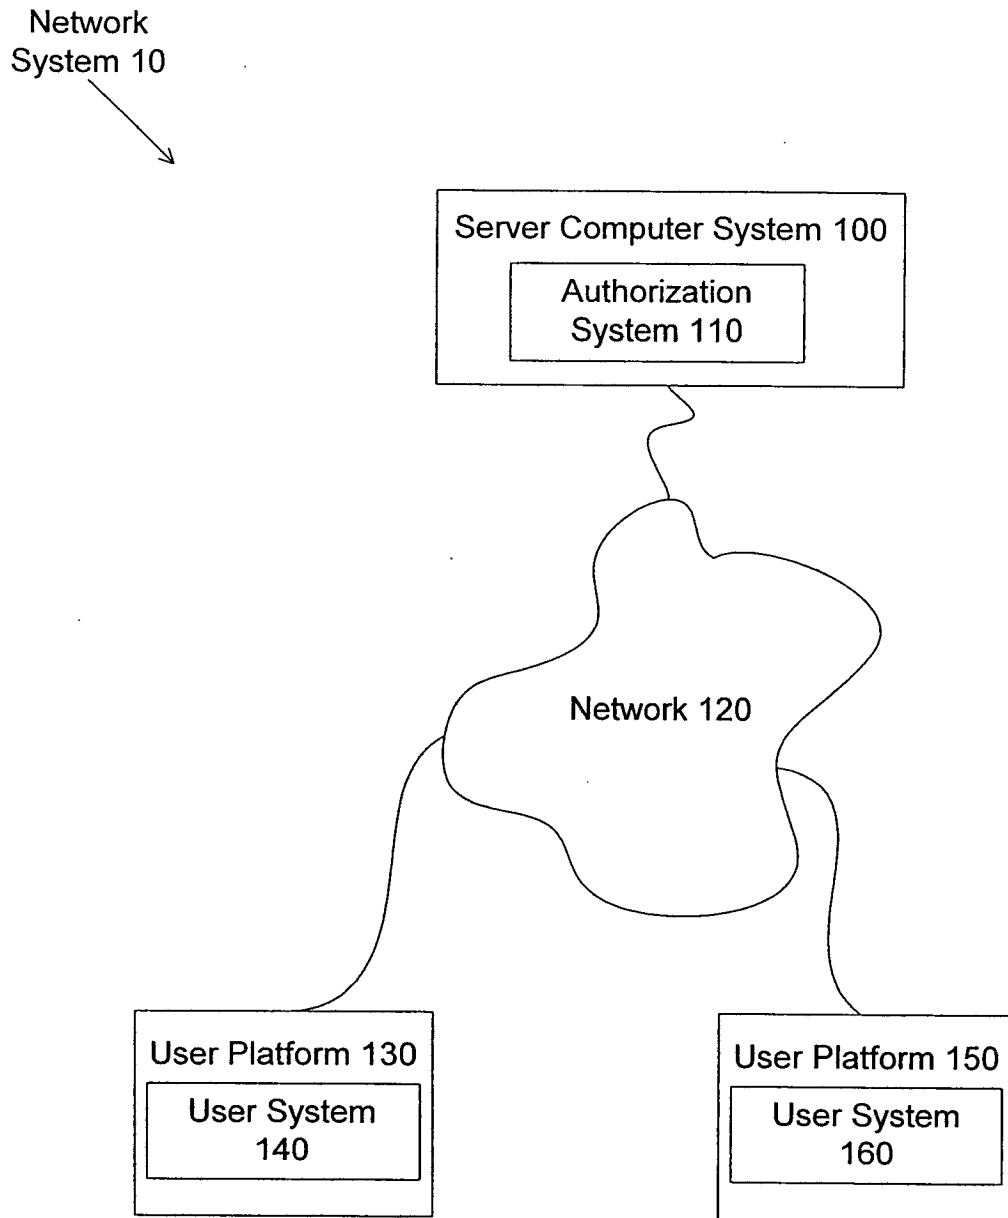 Network
System 10
Server Computer System 100
Authorization
System 110
Network 120
User Platform 130
User System
140
User Platform 150
User System
160